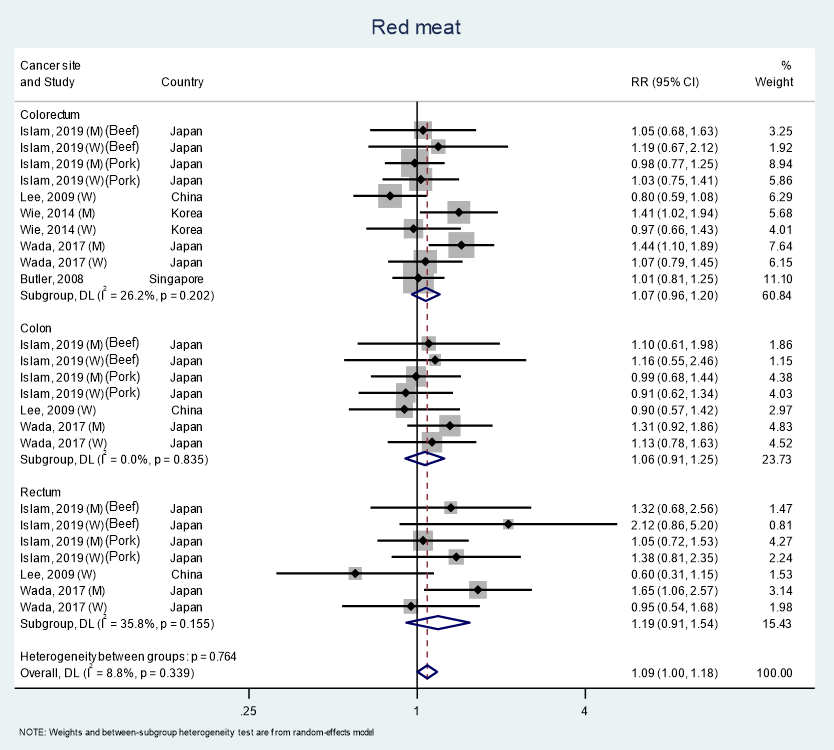 Red meat
Cancer site %
and Study Country RR (95% CI) Weight
Colorectum
Islam, 2019 (M)(Beef) Japan 1.05 (0.68, 1.63) 3.25
Islam, 2019 (W)(Beef) Japan 1.19 (0.67, 2.12) 1.92
Islam, 2019 (M)(Pork) Japan 0.98 (0.77, 1.25) 8.94
Islam, 2019 (W)(Pork) Japan 1.03 (0.75, 1.41) 5.86
Lee, 2009 (W) China 0.80 (0.59, 1.08) 6.29
Wie, 2014 (M) Korea 1.41 (1.02, 1.94) 5.68
Wie, 2014 (W) Korea 0.97 (0.66, 1.43) 4.01
Wada, 2017 (M) Japan 1.44 (1.10, 1.89) 7.64
Wada, 2017 (W) Japan 1.07 (0.79, 1.45) 6.15
Butler, 2008 Singapore 1.01 (0.81, 1.25) 11.10
Subgroup, DL (I² = 26.2%, p = 0.202) 1.07 (0.96, 1.20) 60.84
Colon
Islam, 2019 (M)(Beef) Japan 1.10 (0.61, 1.98) 1.86
Islam, 2019 (W)(Beef) Japan 1.16 (0.55, 2.46) 1.15
Islam, 2019 (M)(Pork) Japan 0.99 (0.68, 1.44) 4.38
Islam, 2019 (W)(Pork) Japan 0.91 (0.62, 1.34) 4.03
Lee, 2009 (W) China 0.90 (0.57, 1.42) 2.97
Wada, 2017 (M) Japan 1.31 (0.92, 1.86) 4.83
Wada, 2017 (W) Japan 1.13 (0.78, 1.63) 4.52
Subgroup, DL (I² = 0.0%, p = 0.835) 1.06 (0.91, 1.25) 23.73
Rectum
Islam, 2019 (M)(Beef) Japan 1.32 (0.68, 2.56) 1.47
Islam, 2019 (W)(Beef) Japan 2.12 (0.86, 5.20) 0.81
Islam, 2019 (M)(Pork) Japan 1.05 (0.72, 1.53) 4.27
Islam, 2019 (W)(Pork) Japan 1.38 (0.81, 2.35) 2.24
Lee, 2009 (W) China 0.60 (0.31, 1.15) 1.53
Wada, 2017 (M) Japan 1.65 (1.06, 2.57) 3.14
Wada, 2017 (W) Japan 0.95 (0.54, 1.68) 1.98
Subgroup, DL (I² = 35.8%, p = 0.155) 1.19 (0.91, 1.54) 15.43
Heterogeneity between groups: p = 0.764
Overall, DL (I² = 8.8%, p = 0.339) 1.09 (1.00, 1.18) 100.00
.25 1 4
NOTE: Weights and between-subgroup heterogeneity test are from random-effects model